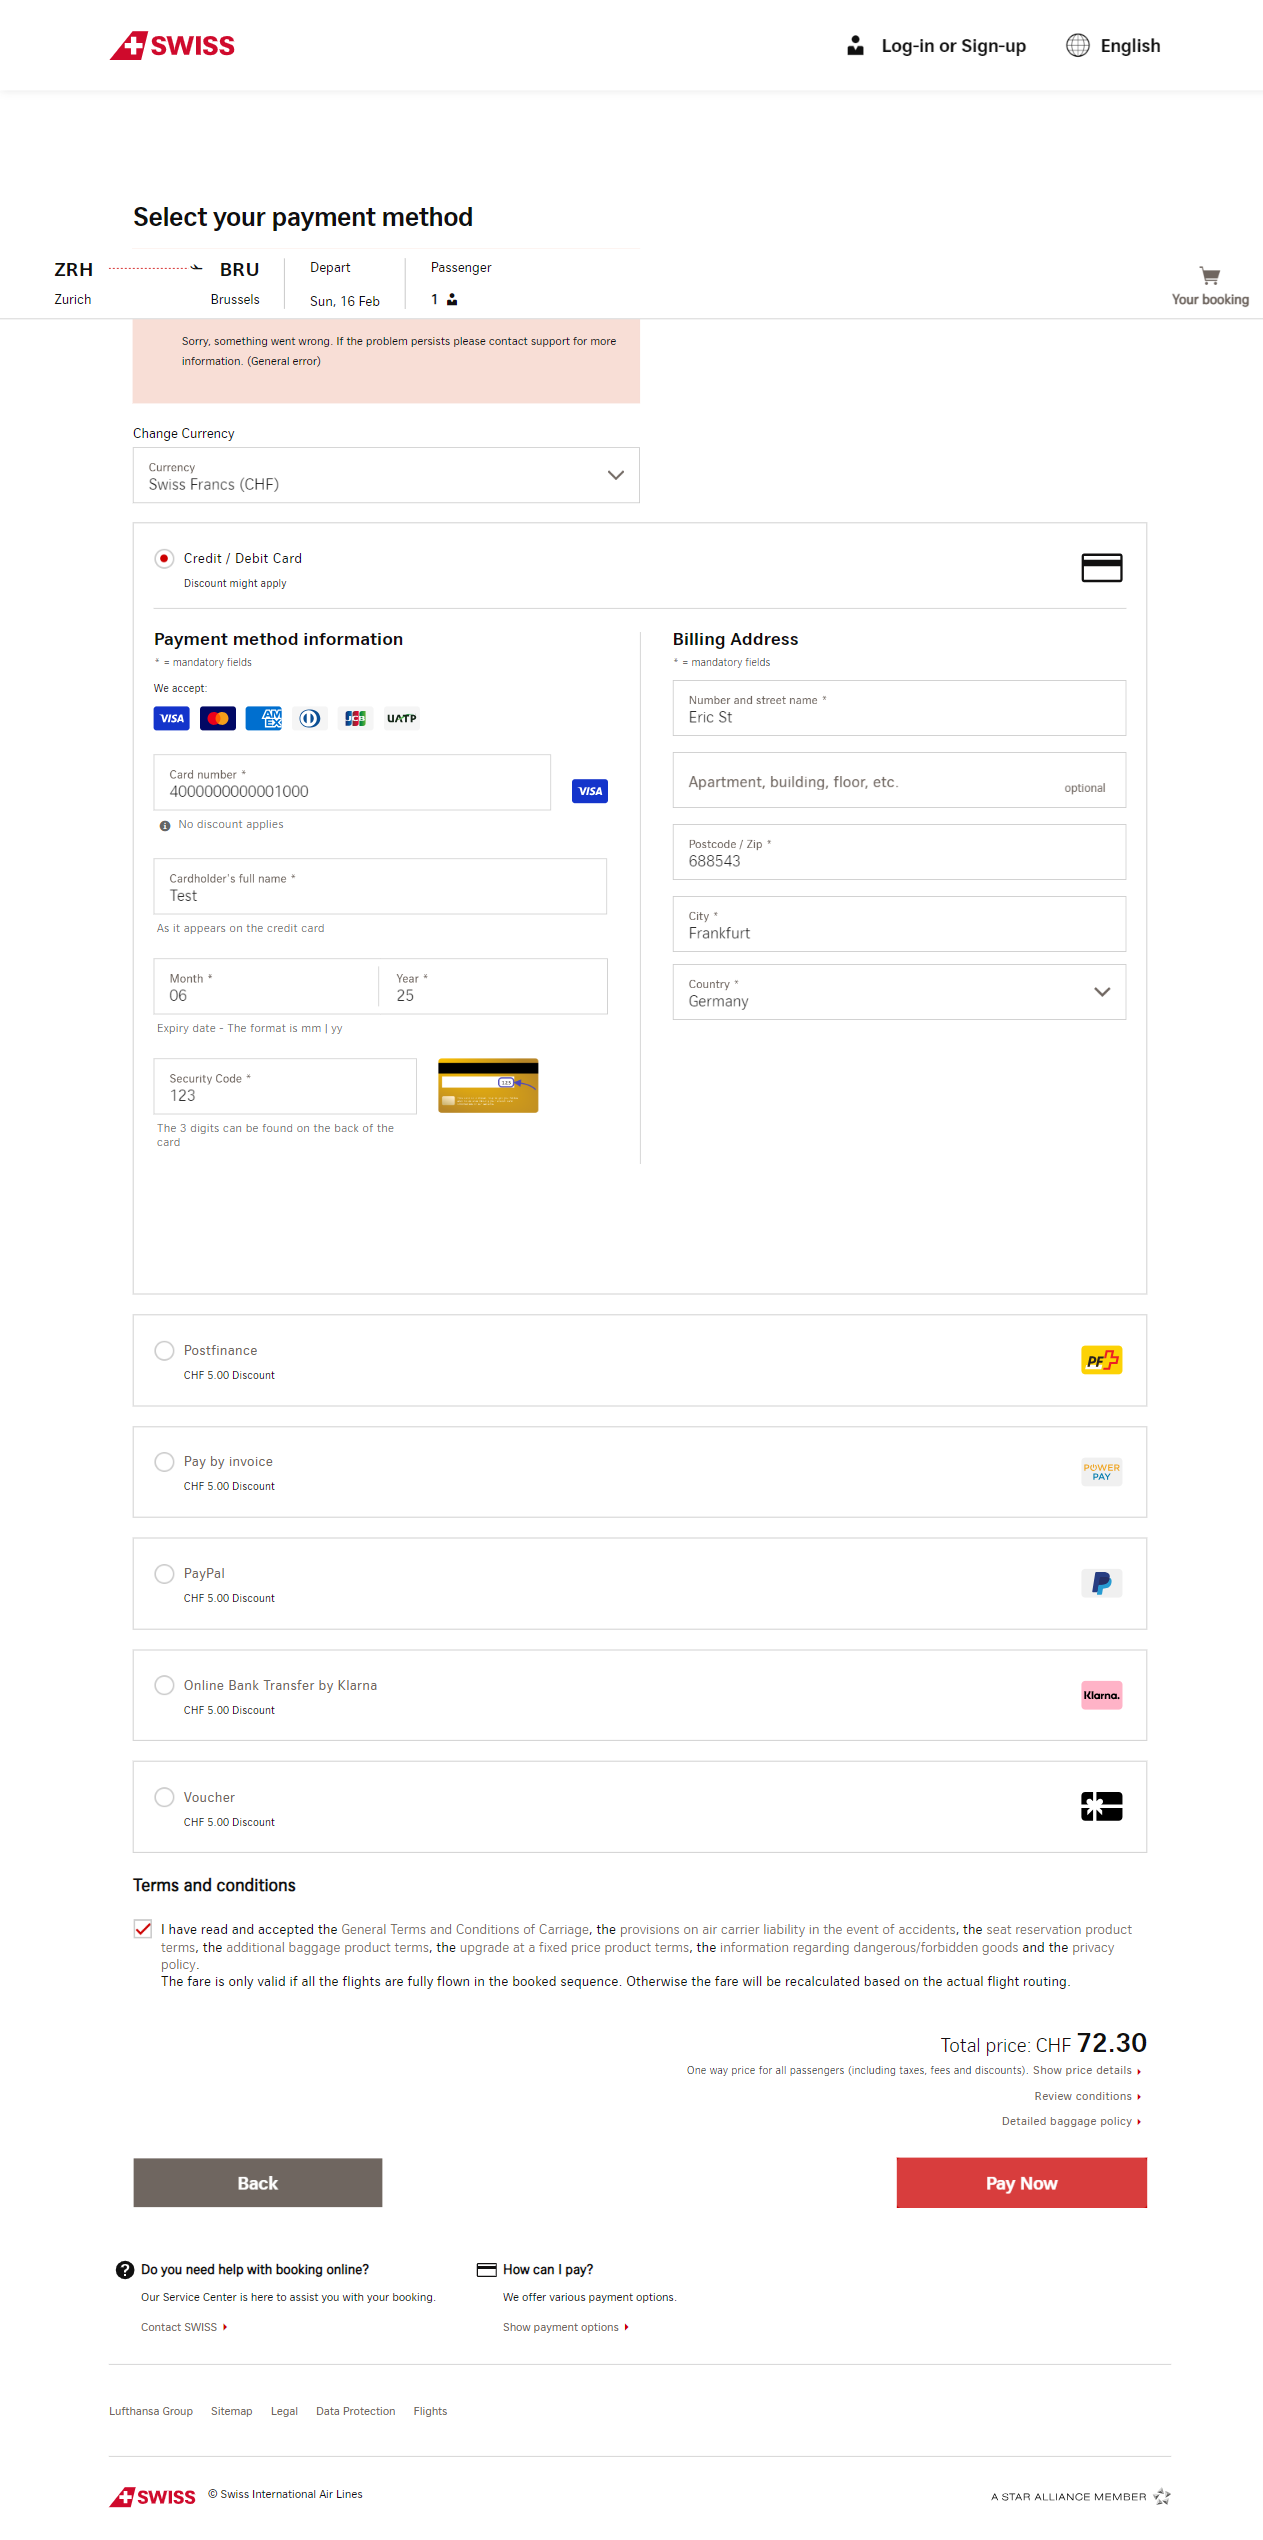 SWISS
Log-in or Sign-up
English
Select your payment method
ZRH
BRU
Depart
Passenger
Zurich
Brussels
Sun, 16 Feb
1
Your booking
Sorry, something went wrong. If the problem persists please contact support for more
information. (General error)
Change Currency
Currency
Swiss Francs (CHF)
Credit / Debit Card
Discount might apply
Payment method information
* = mandatory fields
We accept:
VISA
AM
EX
JCB
UATP
Card number *
4000000000001000
VISA
No discount applies
Cardholder's full name *
Test
As it appears on the credit card
Month *
06
Year *
25
Expiry date - The format is mm | yy
Security Code *
123
123
The 3 digits can be found on the back of the
card
Billing Address
* = mandatory fields
Number and street name *
Eric St
Apartment, building, floor, etc.
optional
Postcode / Zip *
688543
City *
Frankfurt
Country *
Germany
Postfinance
CHF 5.00 Discount
PF
Pay by invoice
CHF 5.00 Discount
POWER
PAY
PayPal
CHF 5.00 Discount
Online Bank Transfer by Klarna
CHF 5.00 Discount
Klarna.
Voucher
CHF 5.00 Discount
Terms and conditions
I have read and accepted the General Terms and Conditions of Carriage, the provisions on air carrier liability in the event of accidents, the seat reservation product
terms, the additional baggage product terms, the upgrade at a fixed price product terms, the information regarding dangerous/forbidden goods and the privacy
policy.
The fare is only valid if all the flights are fully flown in the booked sequence. Otherwise the fare will be recalculated based on the actual flight routing.
Total price: CHF 72.30
One way price for all passengers (including taxes, fees and discounts). Show price details
Review conditions
Detailed baggage policy
Back
Pay Now
Do you need help with booking online?
Our Service Center is here to assist you with your booking.
Contact SWISS
How can I pay?
We offer various payment options.
Show payment options
Lufthansa Group
Sitemap
Legal
Data Protection
Flights
SWISS
© Swiss International Air Lines
A STAR ALLIANCE MEMBER